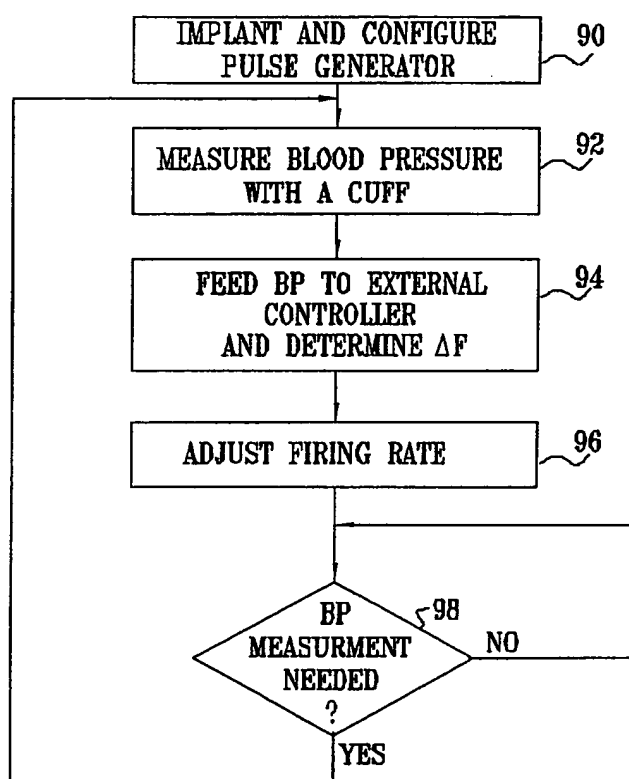 IMPLANT AND CONFIGURE
PULSE GENERATOR
90
MEASURE BLOOD PRESSURE
WITH A CUFF
92
FEED BP TO EXTERNAL
CONTROLLER
AND DETERMINE ΔF
94
ADJUST FIRING RATE
96
BP
MEASURMENT
NEEDED
?
98
NO
YES